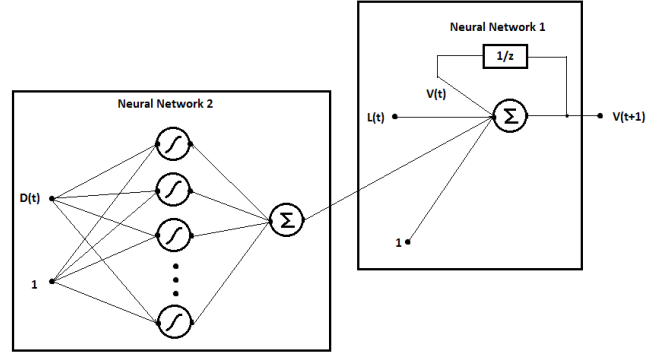 Neural Network 1
1/z
V(t)
L(t)
Σ
V(t+1)
1
Neural Network 2
D(t)
Σ
1